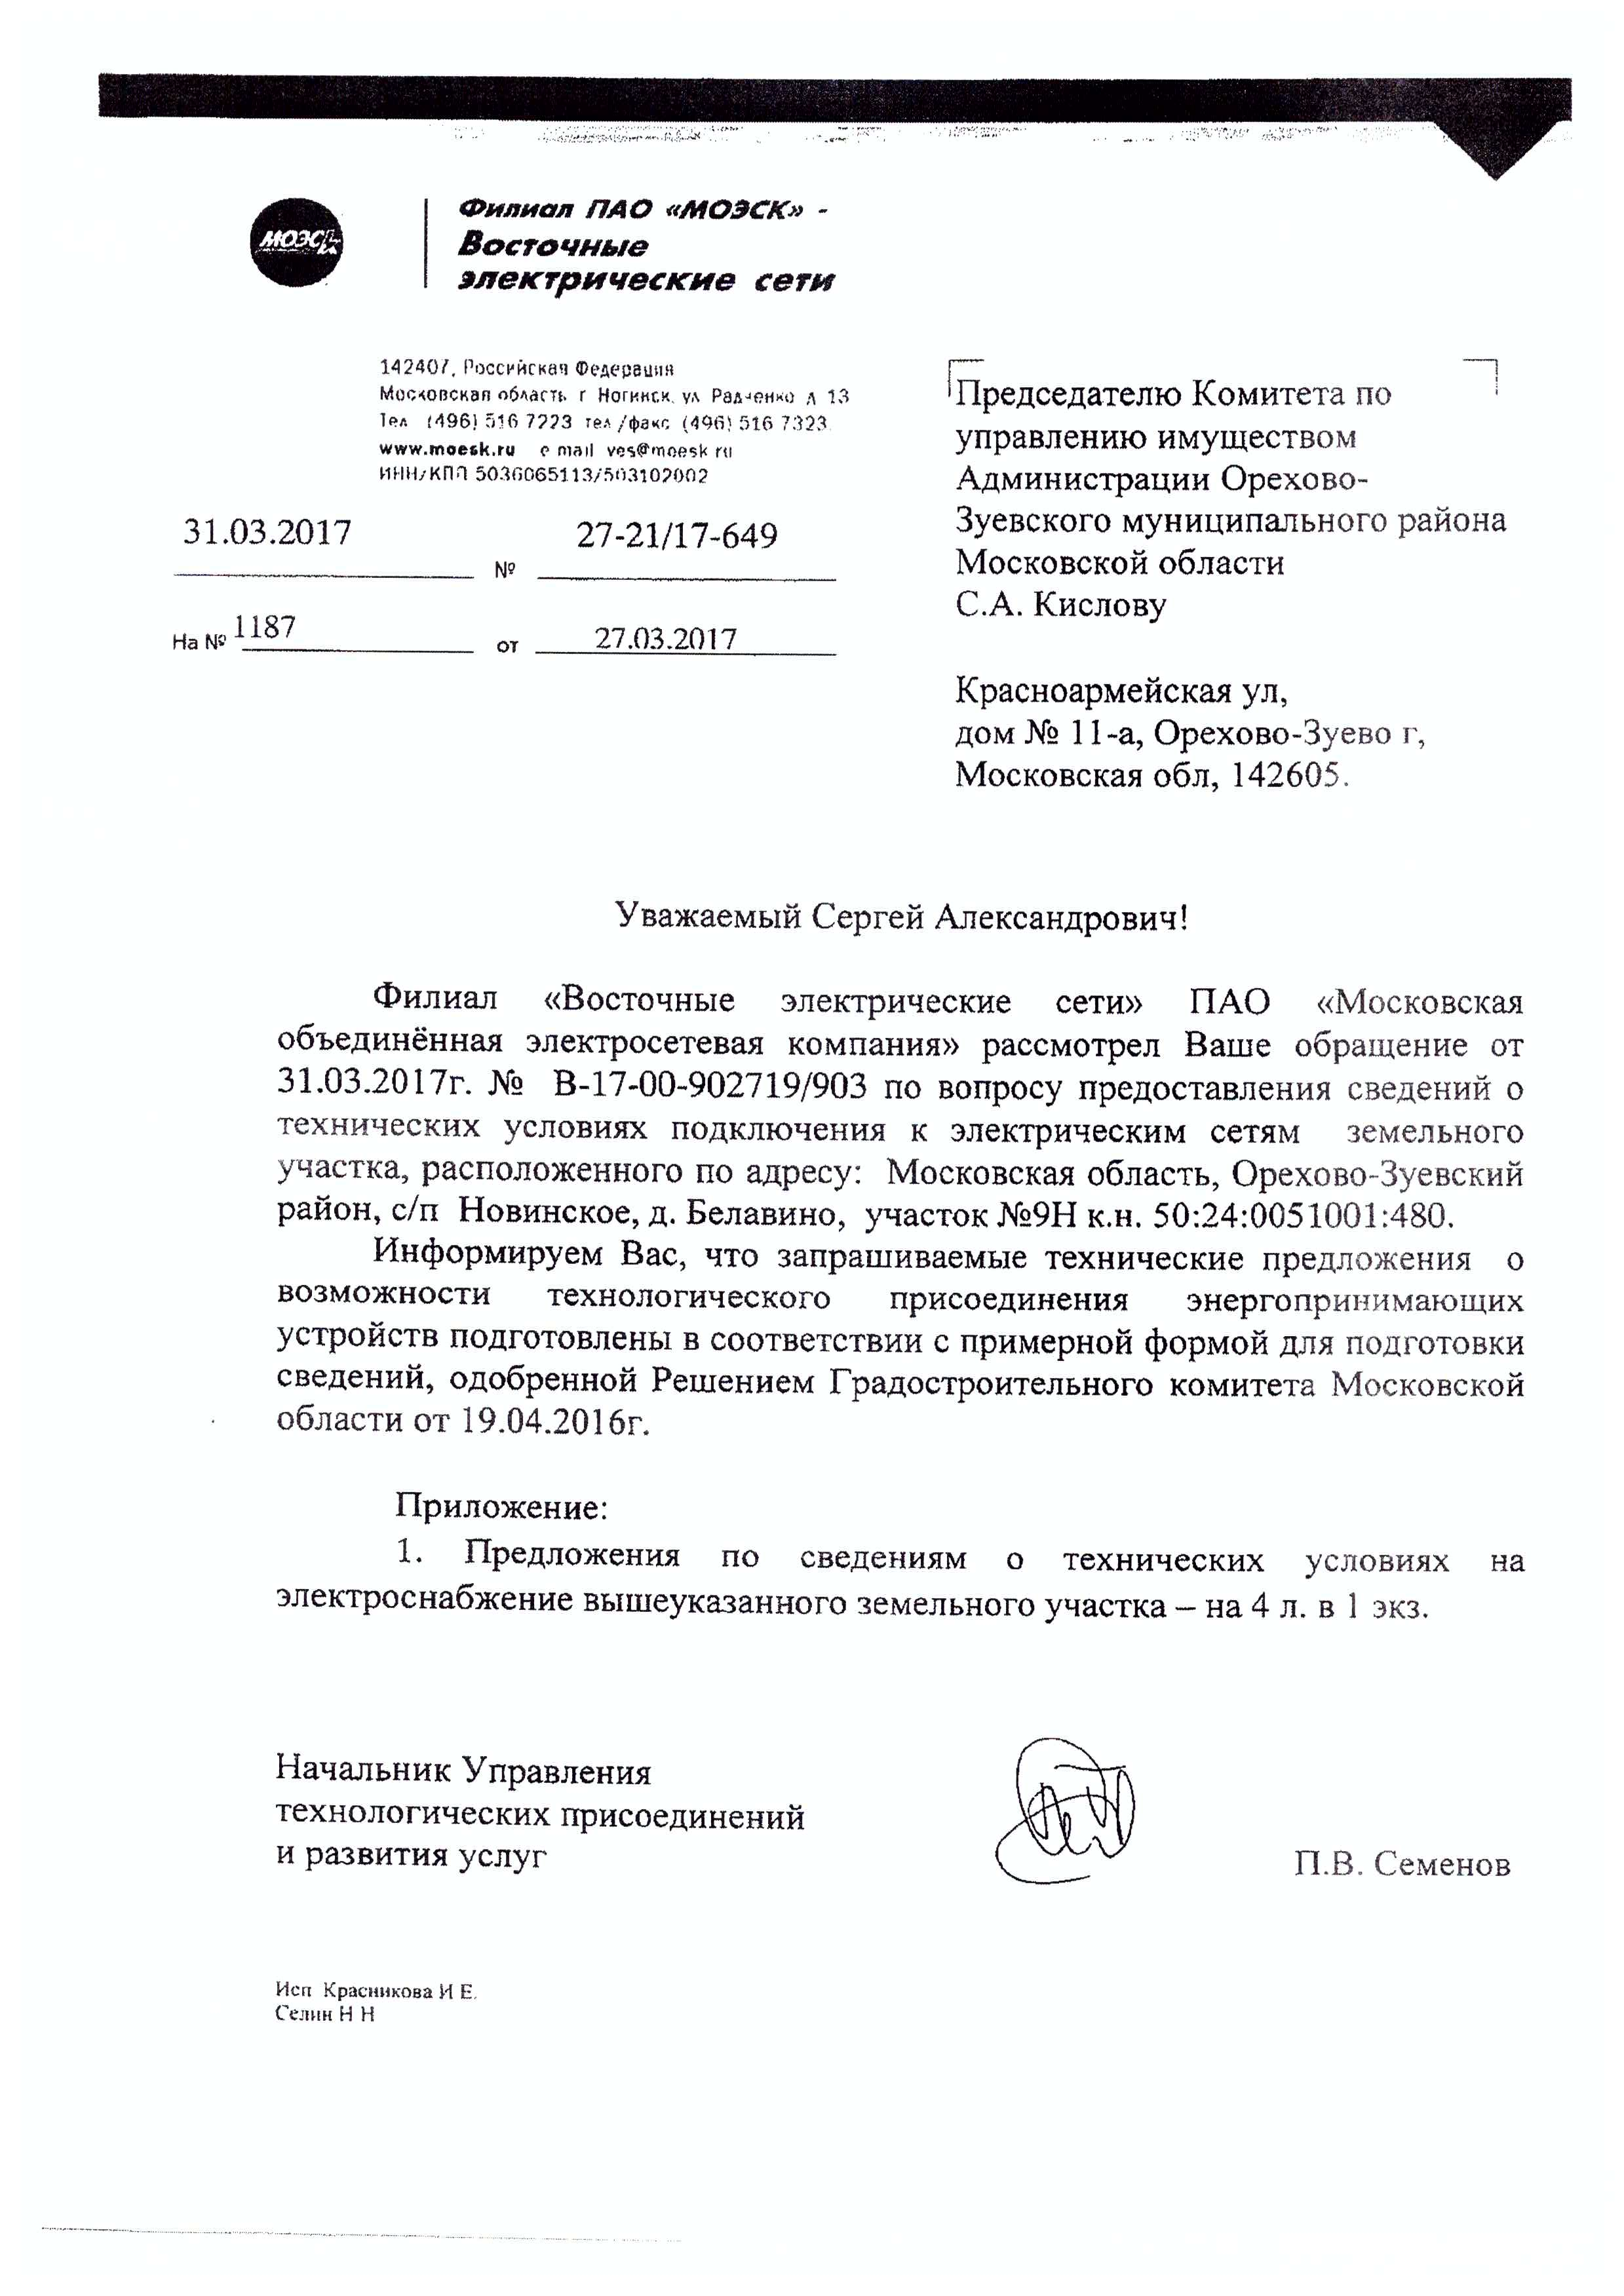 МОЭСК
Филиал ПАО «МОЭСК» -
Восточные
электрические сети
142407, Российская Федерация
Московская область г Ногинск, ул Радченко д 13
Тел (496) 516 7223 тел /факс (496) 516 7323
www.moesk.ru e mail ves@moesk ru
ИНН/КПП 5036065113/503102002
31.03.2017 № 27-21/17-649
На № 1187 от 27.03.2017
Председателю Комитета по
управлению имуществом
Администрации Орехово-
Зуевского муниципального района
Московской области
С.А. Кислову
Красноармейская ул,
дом № 11-а, Орехово-Зуево г,
Московская обл, 142605.
Уважаемый Сергей Александрович!
Филиал «Восточные электрические сети» ПАО «Московская
объединённая электросетевая компания» рассмотрел Ваше обращение от
31.03.2017г. № В-17-00-902719/903 по вопросу предоставления сведений о
технических условиях подключения к электрическим сетям земельного
участка, расположенного по адресу: Московская область, Орехово-Зуевский
район, с/п Новинское, д. Белавино, участок №9Н к.н. 50:24:0051001:480.
Информируем Вас, что запрашиваемые технические предложения о
возможности технологического присоединения энергопринимающих
устройств подготовлены в соответствии с примерной формой для подготовки
сведений, одобренной Решением Градостроительного комитета Московской
области от 19.04.2016г.
Приложение:
1. Предложения по сведениям о технических условиях на
электроснабжение вышеуказанного земельного участка – на 4 л. в 1 экз.
Начальник Управления
технологических присоединений
и развития услуг
П.В. Семенов
Исп Красникова И Е.
Селин Н Н